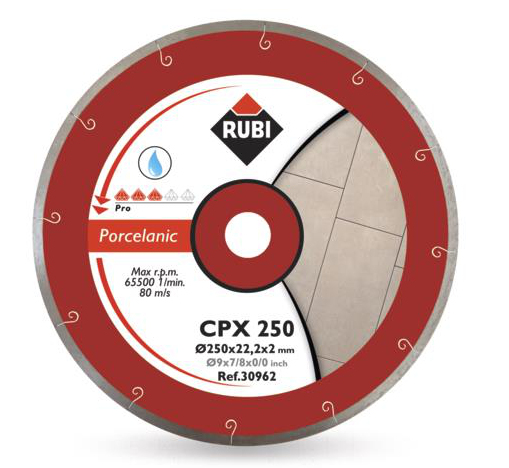 RUBI
Pro
Porcelanic
Max r.p.m.
65500 1/min.
80 m/s
CPX 250
Ø250x22,2x2 mm
Ø9x7/8x0/0 inch
Ref.30962